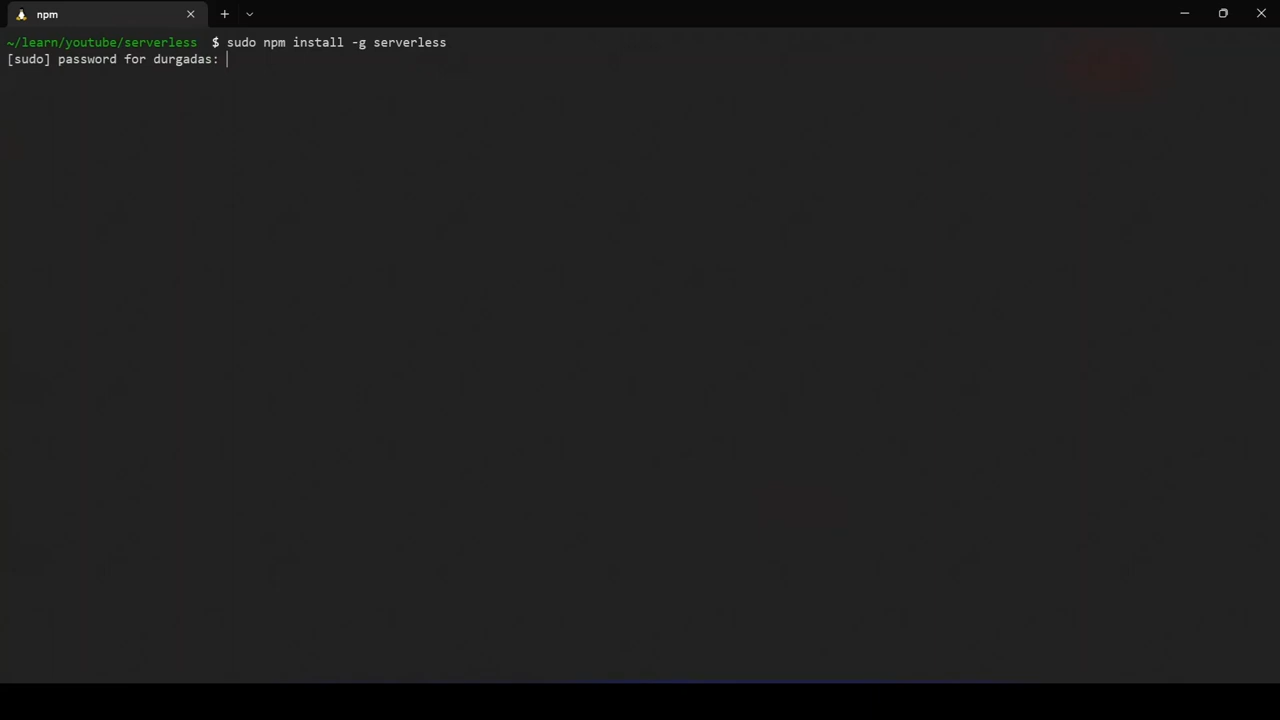 npm
~/learn/youtube/serverless $ sudo npm install -g serverless
[sudo] password for durgadas: